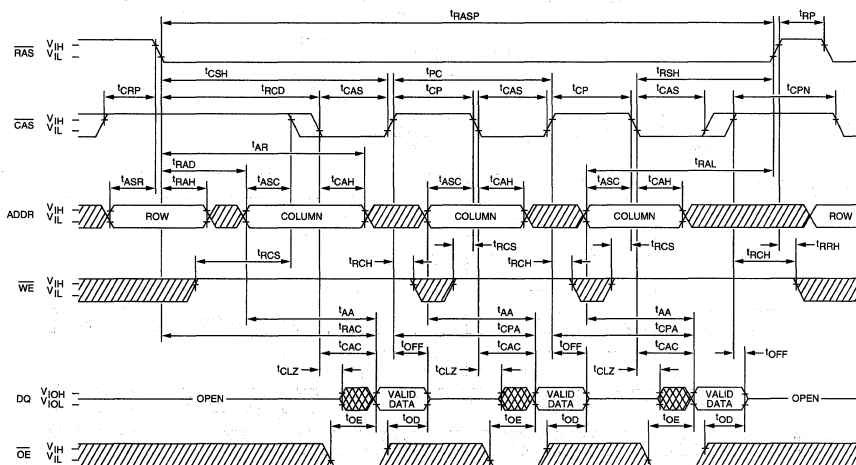 tRASP tRP
RAS VIH
VIL
tCSH tPC tRSH
tCRP tRCD tCAS tCP tCAS tCP tCAS tCPN
CAS VIH
VIL
tAR
tRAD tRAL
tASR tRAH tASC tCAH tASC tCAH tASC tCAH
ADDR VIH
VIL
ROW COLUMN COLUMN COLUMN ROW
tRCS tRCH tRCS tRCH tRCS tRCH tRRH
WE VIH
VIL
tAA tAA tAA
tRAC tCPA tCPA
tCAC tOFF tCAC tOFF tCAC tOFF
tCLZ tCLZ tCLZ
DQ VIOH
VIOL
OPEN VALID DATA VALID DATA VALID DATA OPEN
tOE tOD tOE tOD tOE tOD
OE VIH
VIL